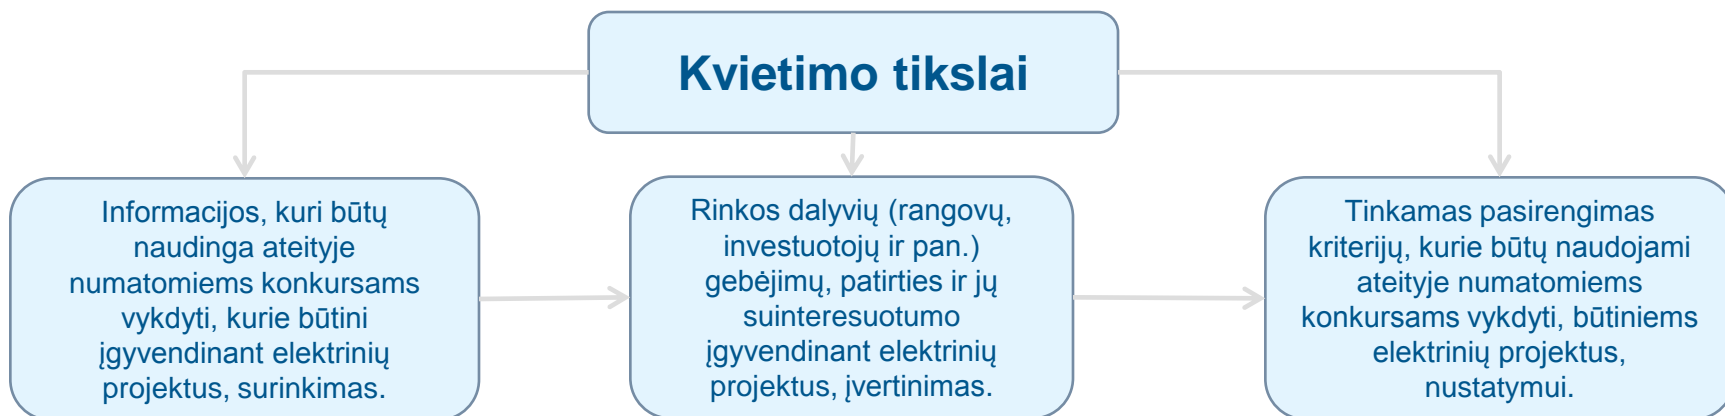 Kvietimo tikslai
Informacijos, kuri būtų
naudinga ateityje
numatomiems konkursams
vykdyti, kurie būtini
įgyvendinant elektrinių
projektus, surinkimas.
Rinkos dalyvių (rangovų,
investuotojų ir pan.)
gebėjimų, patirties ir jų
suinteresuotumo
įgyvendinant elektrinių
projektus, įvertinimas.
Tinkamas pasirengimas
kriterijų, kurie būtų naudojami
ateityje numatomiems
konkursams vykdyti, būtiniems
elektrinių projektus,
nustatymui.